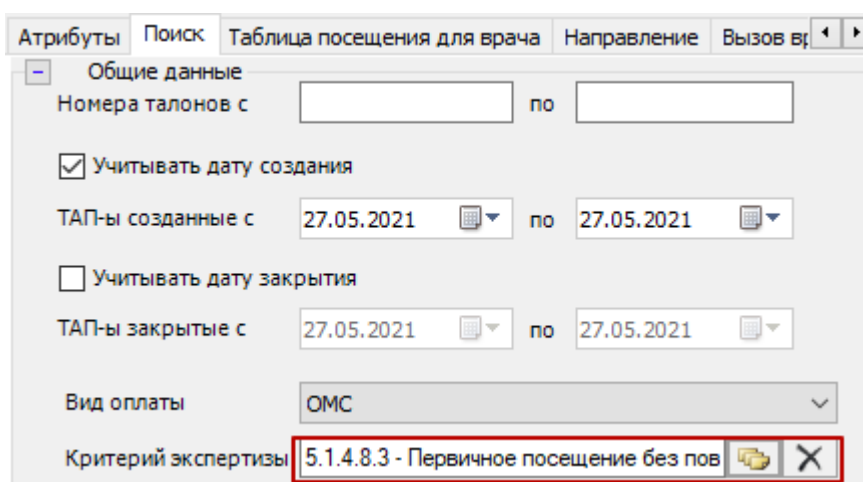 Атрибуты Поиск Таблица посещения для врача Направление Вызов вр
Общие данные
Номера талонов с по
Учитывать дату создания
ТАП-ы созданные с 27.05.2021 по 27.05.2021
Учитывать дату закрытия
ТАП-ы закрытые с 27.05.2021 по 27.05.2021
Вид оплаты ОМС
Критерий экспертизы 5.1.4.8.3 - Первичное посещение без пов